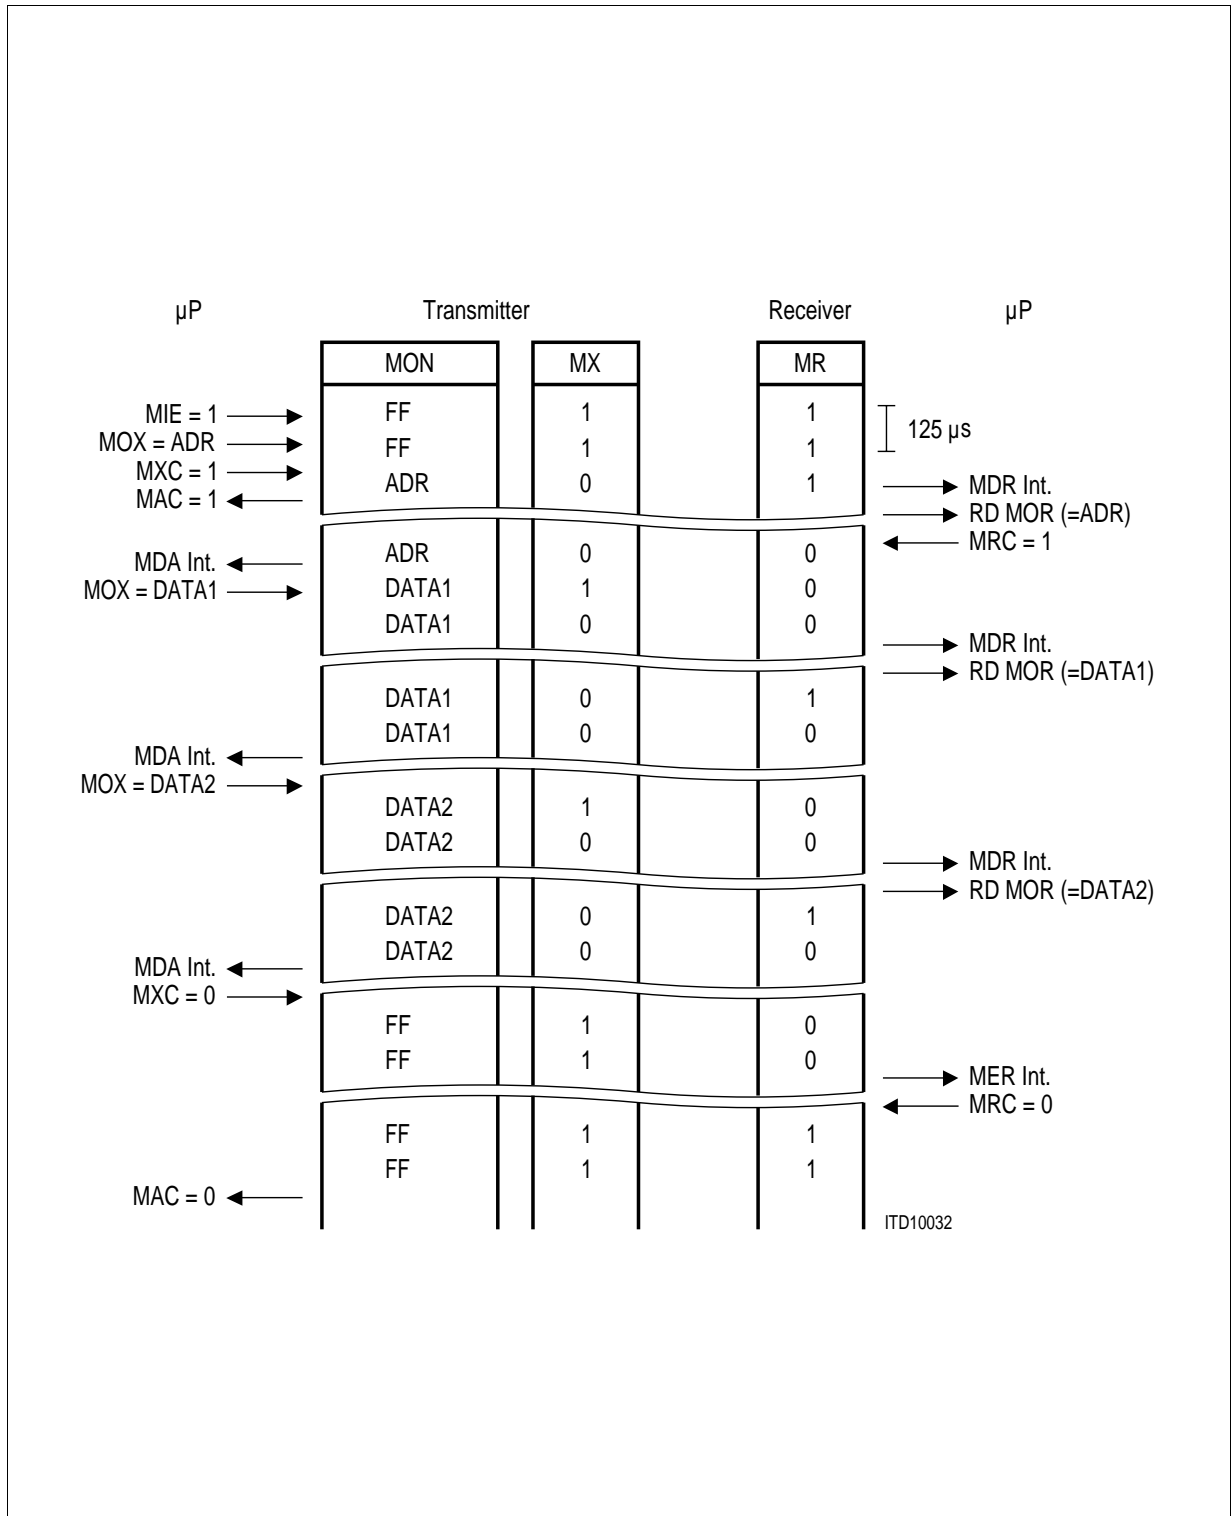 µP Transmitter Receiver µP
MON MX MR
MIE = 1 FF 1 1
125 µs
MOX = ADR FF 1 1
MXC = 1 ADR 0 1
MAC = 1 MDR Int.
RD MOR (=ADR)
MRC = 1
ADR 0 0
MDA Int.
MOX = DATA1 DATA1 1 0
DATA1 0 0
MDR Int.
RD MOR (=DATA1)
DATA1 0 1
DATA1 0 0
MDA Int.
MOX = DATA2
DATA2 1 0
DATA2 0 0
MDR Int.
RD MOR (=DATA2)
DATA2 0 1
DATA2 0 0
MDA Int.
MXC = 0
FF 1 0
FF 1 0
MER Int.
MRC = 0
FF 1 1
FF 1 1
MAC = 0
ITD10032